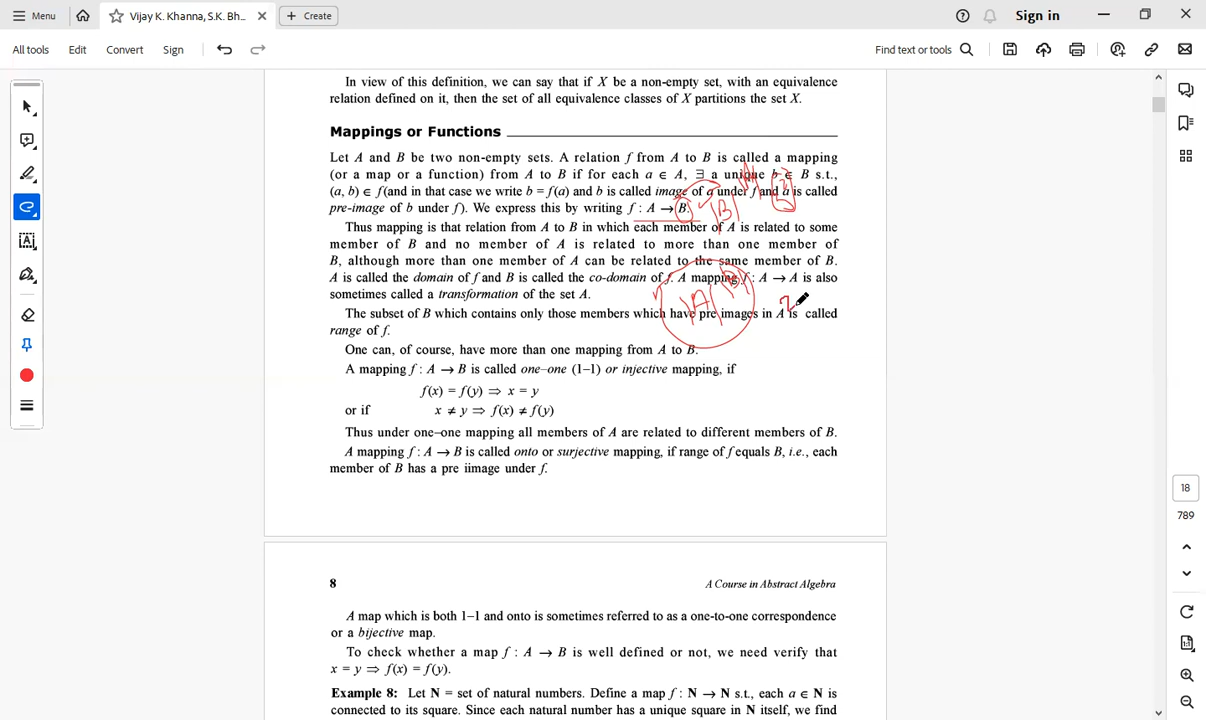 Menu Vijay K. Khanna, S.K. Bh... Create Sign in
All tools Edit Convert Sign Find text or tools
In view of this definition, we can say that if X be a non-empty set, with an equivalence
relation defined on it, then the set of all equivalence classes of X partitions the set X.
Mappings or Functions
Let A and B be two non-empty sets. A relation f from A to B is called a mapping
(or a map or a function) from A to B if for each a ∈ A, ∃ a unique b ∈ B s.t.,
(a, b) ∈ f(and in that case we write b = f(a) and b is called image of a under f and a is called
pre-image of b under f). We express this by writing f : A → B.
|B| |A|
Thus mapping is that relation from A to B in which each member of A is related to some
member of B and no member of A is related to more than one member of
B, although more than one member of A can be related to the same member of B.
A is called the domain of f and B is called the co-domain of f. A mapping f : A → A is also
sometimes called a transformation of the set A.
|A| |B| 2
The subset of B which contains only those members which have pre images in A is called
range of f.
One can, of course, have more than one mapping from A to B.
A mapping f : A → B is called one–one (1–1) or injective mapping, if
f(x) = f(y) ⇒ x = y
or if x ≠ y ⇒ f(x) ≠ f(y)
Thus under one–one mapping all members of A are related to different members of B.
A mapping f : A → B is called onto or surjective mapping, if range of f equals B, i.e., each
member of B has a pre iimage under f.
18
789
8 A Course in Abstract Algebra
A map which is both 1–1 and onto is sometimes referred to as a one-to-one correspondence
or a bijective map.
To check whether a map f : A → B is well defined or not, we need verify that
x = y ⇒ f(x) = f(y).
Example 8: Let N = set of natural numbers. Define a map f : N → N s.t., each a ∈ N is
connected to its square. Since each natural number has a unique square in N itself, we find